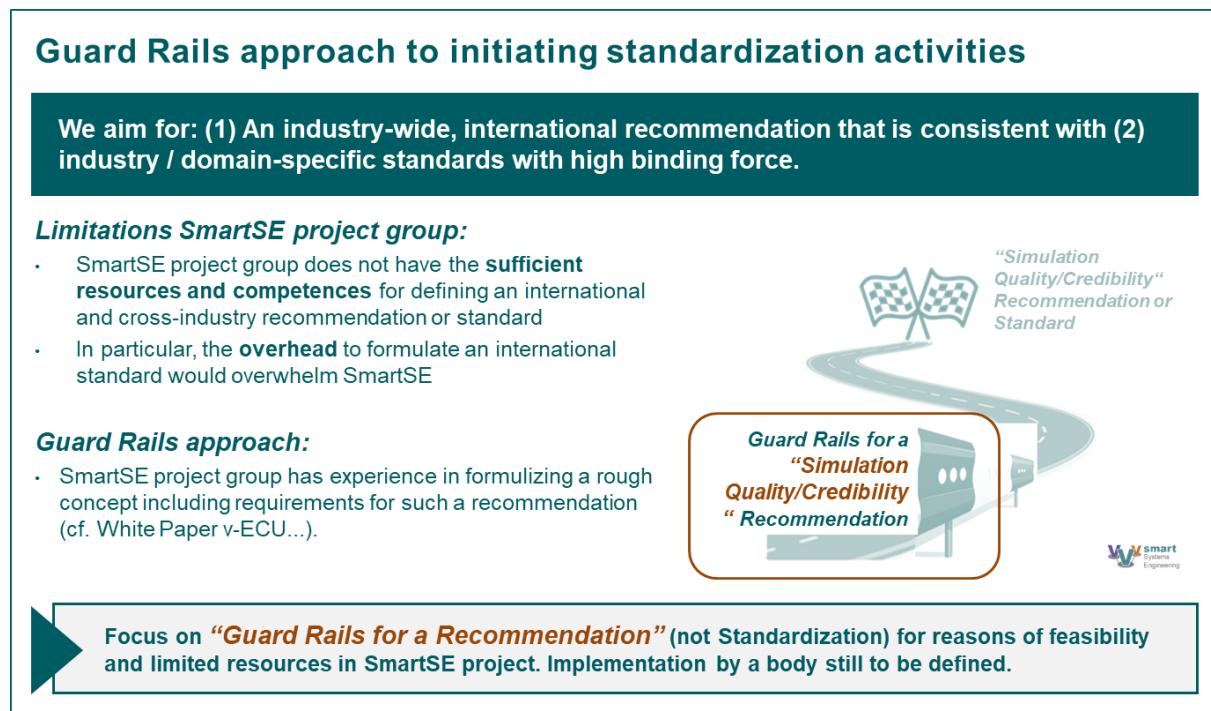 Guard Rails approach to initiating standardization activities
We aim for: (1) An industry-wide, international recommendation that is consistent with (2)
industry / domain-specific standards with high binding force.
Limitations SmartSE project group:
• SmartSE project group does not have the sufficient
resources and competences for defining an international
and cross-industry recommendation or standard
• In particular, the overhead to formulate an international
standard would overwhelm SmartSE
Guard Rails approach:
• SmartSE project group has experience in formulizing a rough
concept including requirements for such a recommendation
(cf. White Paper v-ECU...).
“Simulation
Quality/Credibility“
Recommendation or
Standard
Guard Rails for a
“Simulation
Quality/Credibility
“ Recommendation
smart
Systems
Engineering
Focus on “Guard Rails for a Recommendation” (not Standardization) for reasons of feasibility
and limited resources in SmartSE project. Implementation by a body still to be defined.